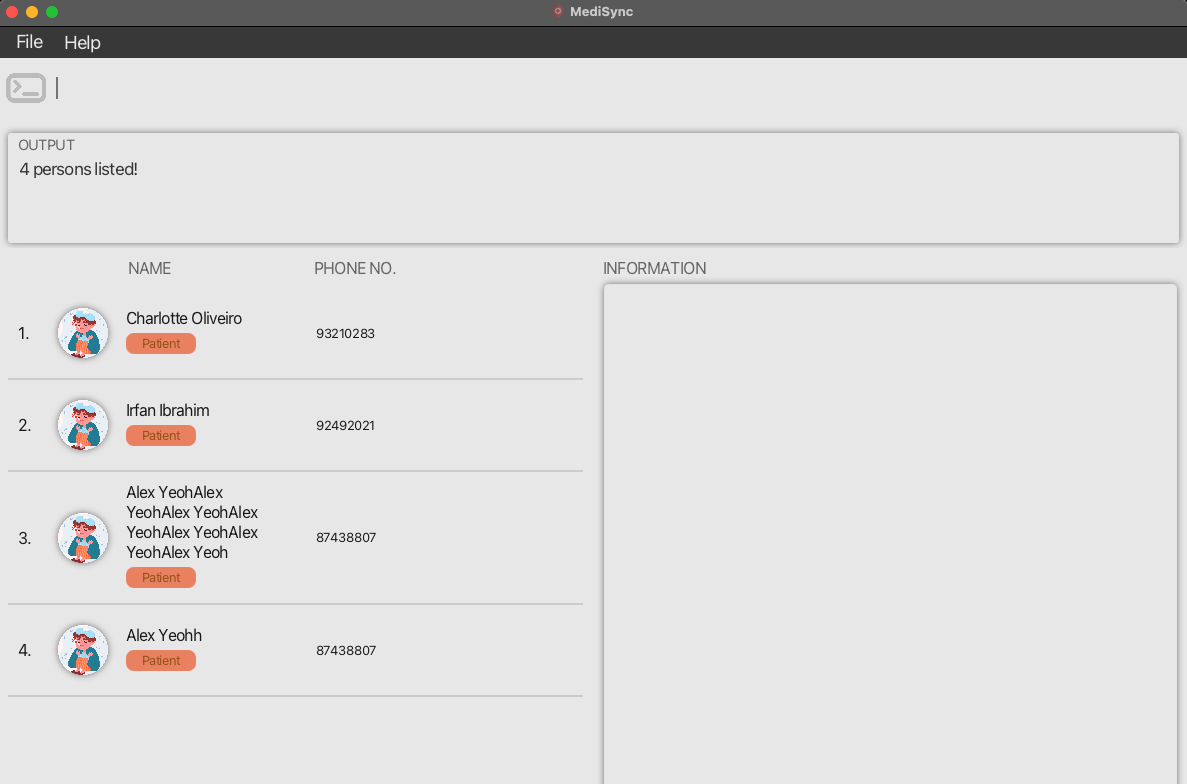 MediSync
File Help
OUTPUT
4 persons listed!
NAME PHONE NO. INFORMATION
1. Charlotte Oliveiro 93210283
Patient
2. Irfan Ibrahim 92492021
Patient
3. Alex YeohAlex
YeohAlex YeohAlex
YeohAlex YeohAlex
YeohAlex Yeoh
87438807
Patient
4. Alex Yeohh 87438807
Patient